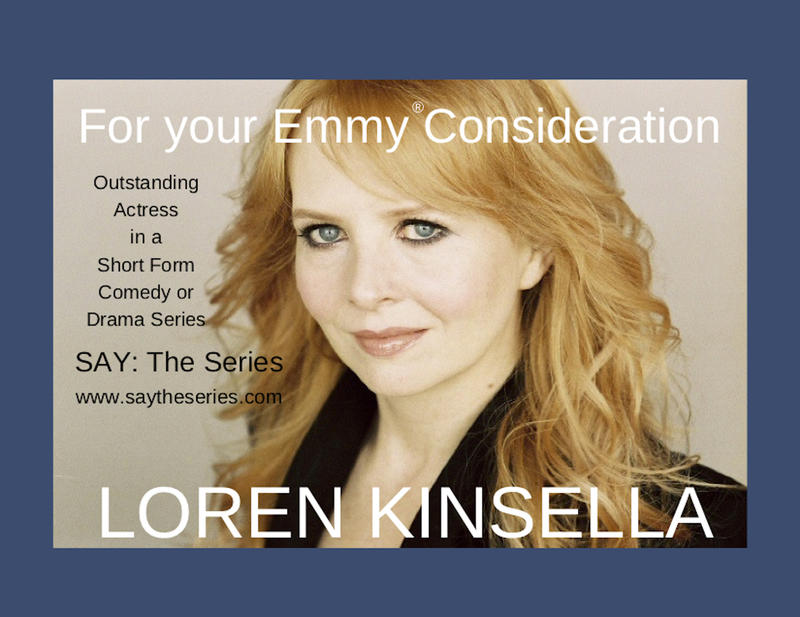 For your Emmy® Consideration
Outstanding
Actress
in a
Short Form
Comedy or
Drama Series
SAY: The Series
www.saytheseries.com
LOREN KINSELLA